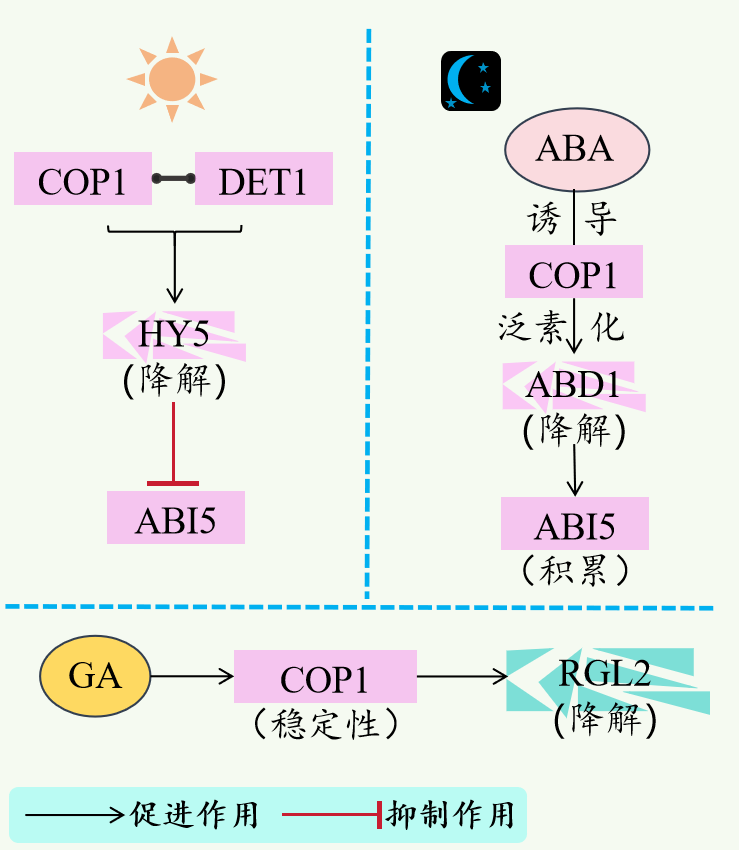 COP1
DET1
HY5
(降解)
ABI5
ABA
诱导
COP1
泛素化
ABD1
(降解)
ABI5
(积累)
GA
COP1
(稳定性)
RGL2
(降解)
促进作用
抑制作用